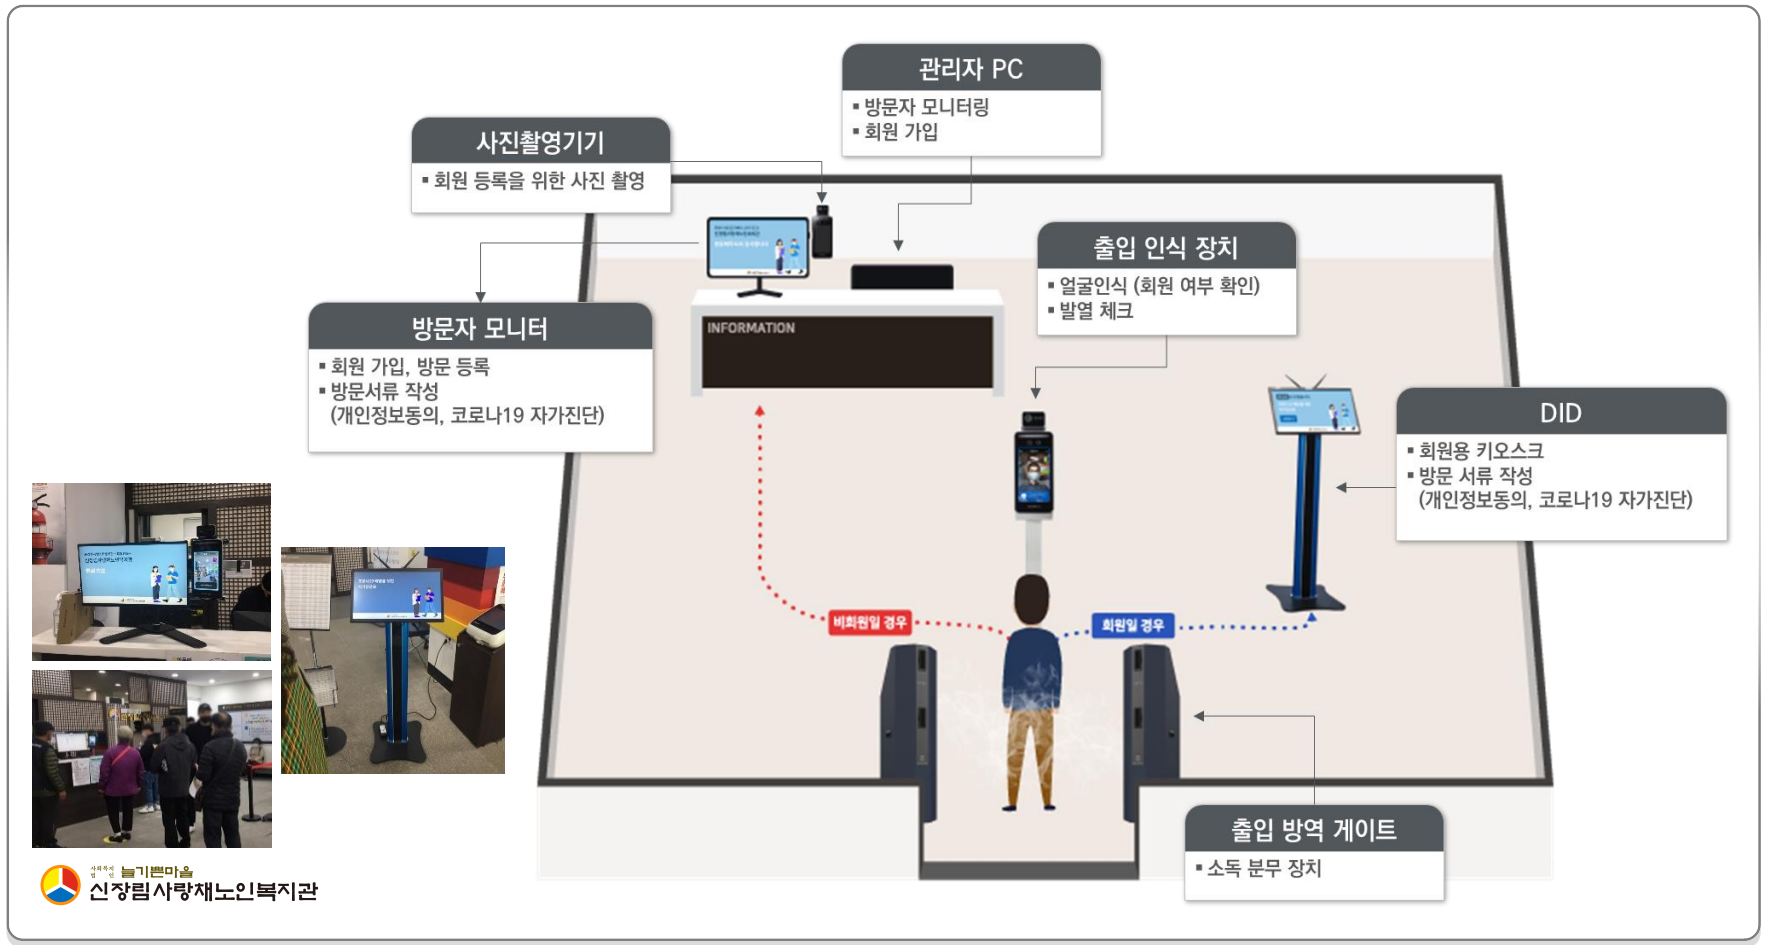 관리자 PC
▪ 방문자 모니터링
▪ 회원 가입
사진촬영기기
▪ 회원 등록을 위한 사진 촬영
출입 인식 장치
▪ 얼굴인식 (회원 여부 확인)
▪ 발열 체크
방문자 모니터
▪ 회원 가입, 방문 등록
▪ 방문서류 작성
(개인정보동의, 코로나19 자가진단)
INFORMATION
DID
▪ 회원용 키오스크
▪ 방문 서류 작성
(개인정보동의, 코로나19 자가진단)
비회원일 경우
회원일 경우
출입 방역 게이트
▪ 소독 분무 장치
사회복지
법인
늘기쁜마을
신장림사랑채노인복지관